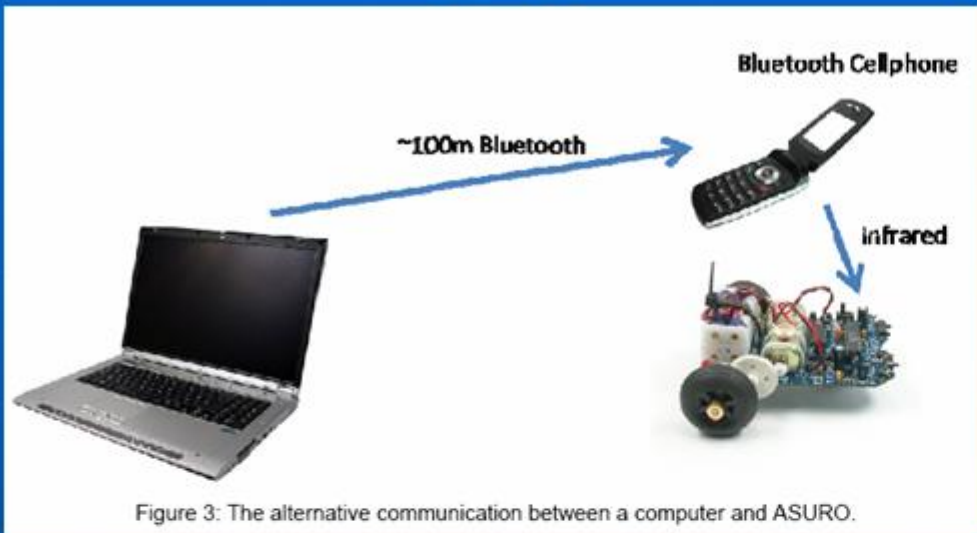 Bluetooth Cellphone
~100m Bluetooth
infrared
Figure 3: The alternative communication between a computer and ASURO.